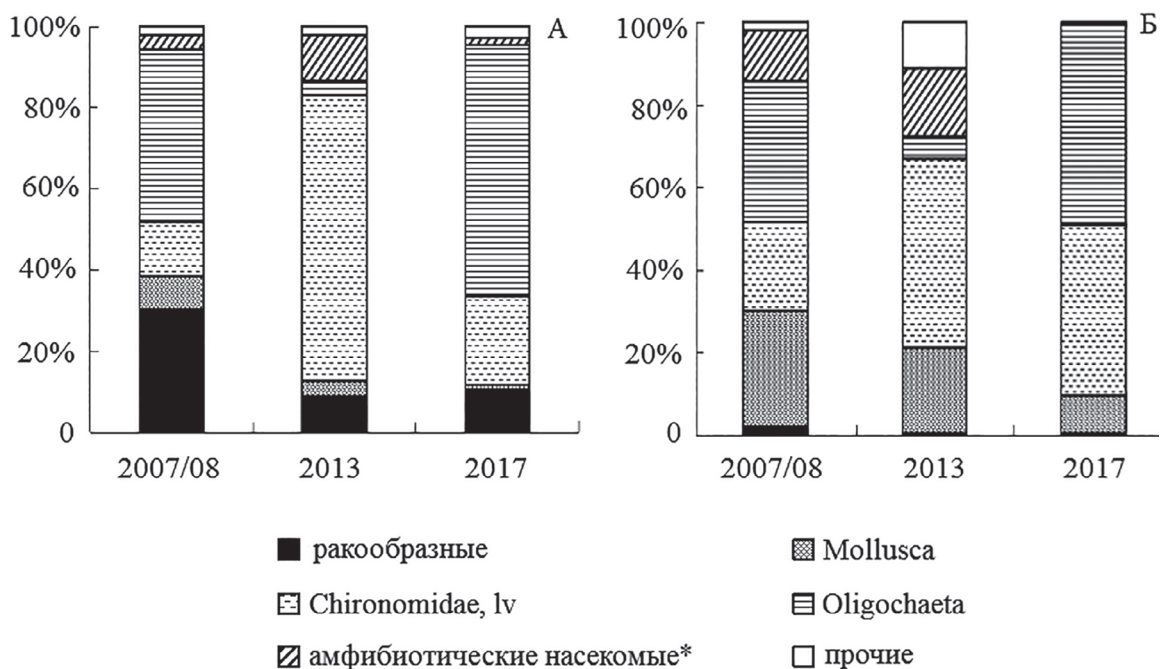 А
100%
80%
60%
40%
20%
0
2007/08 2013 2017
Б
100%
80%
60%
40%
20%
0
2007/08 2013 2017
ракообразные
Mollusca
Chironomidae, lv
Oligochaeta
амфибиотические насекомые*
прочие